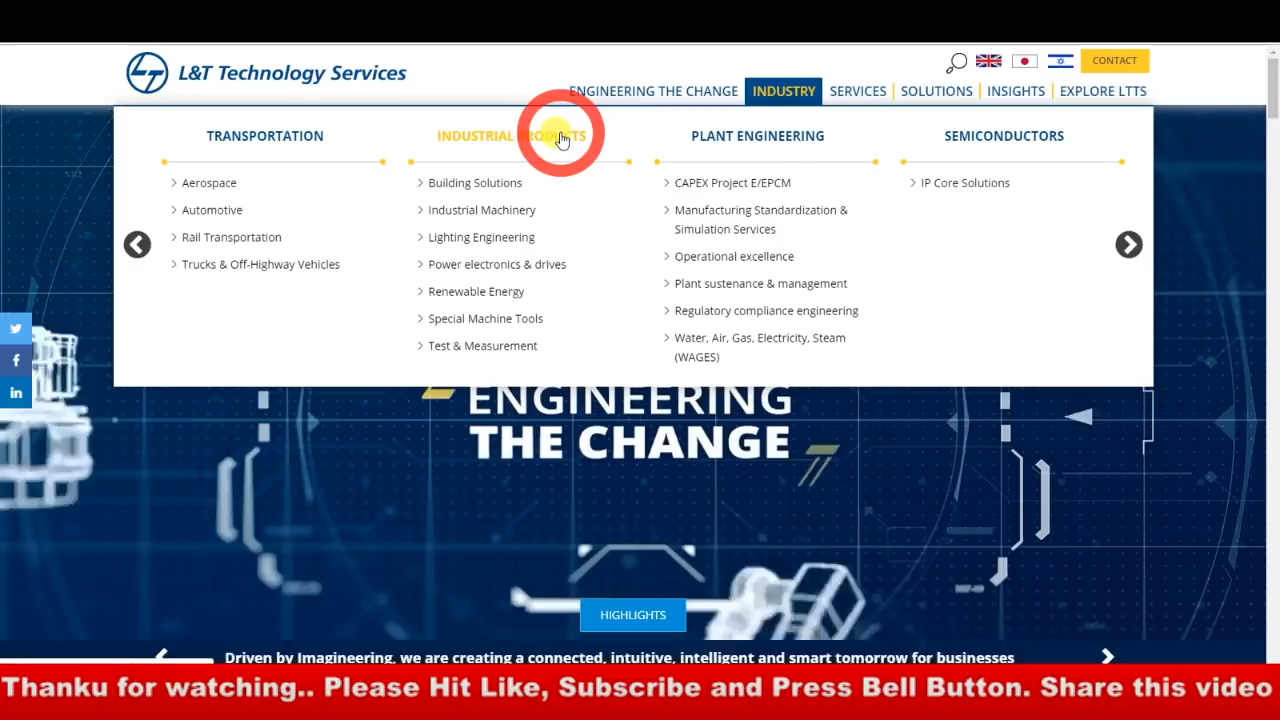 L&T Technology Services
CONTACT
ENGINEERING THE CHANGE
INDUSTRY
SERVICES
SOLUTIONS
INSIGHTS
EXPLORE LTTS
TRANSPORTATION
Aerospace
Automotive
Rail Transportation
Trucks & Off-Highway Vehicles
INDUSTRIAL PRODUCTS
Building Solutions
Industrial Machinery
Lighting Engineering
Power electronics & drives
Renewable Energy
Special Machine Tools
Test & Measurement
PLANT ENGINEERING
CAPEX Project E/EPCM
Manufacturing Standardization &
Simulation Services
Operational excellence
Plant sustenance & management
Regulatory compliance engineering
Water, Air, Gas, Electricity, Steam
(WAGES)
SEMICONDUCTORS
IP Core Solutions
ENGINEERING
THE CHANGE
HIGHLIGHTS
Driven by Imagineering, we are creating a connected, intuitive, intelligent and smart tomorrow for businesses
Thanku for watching.. Please Hit Like, Subscribe and Press Bell Button. Share this video